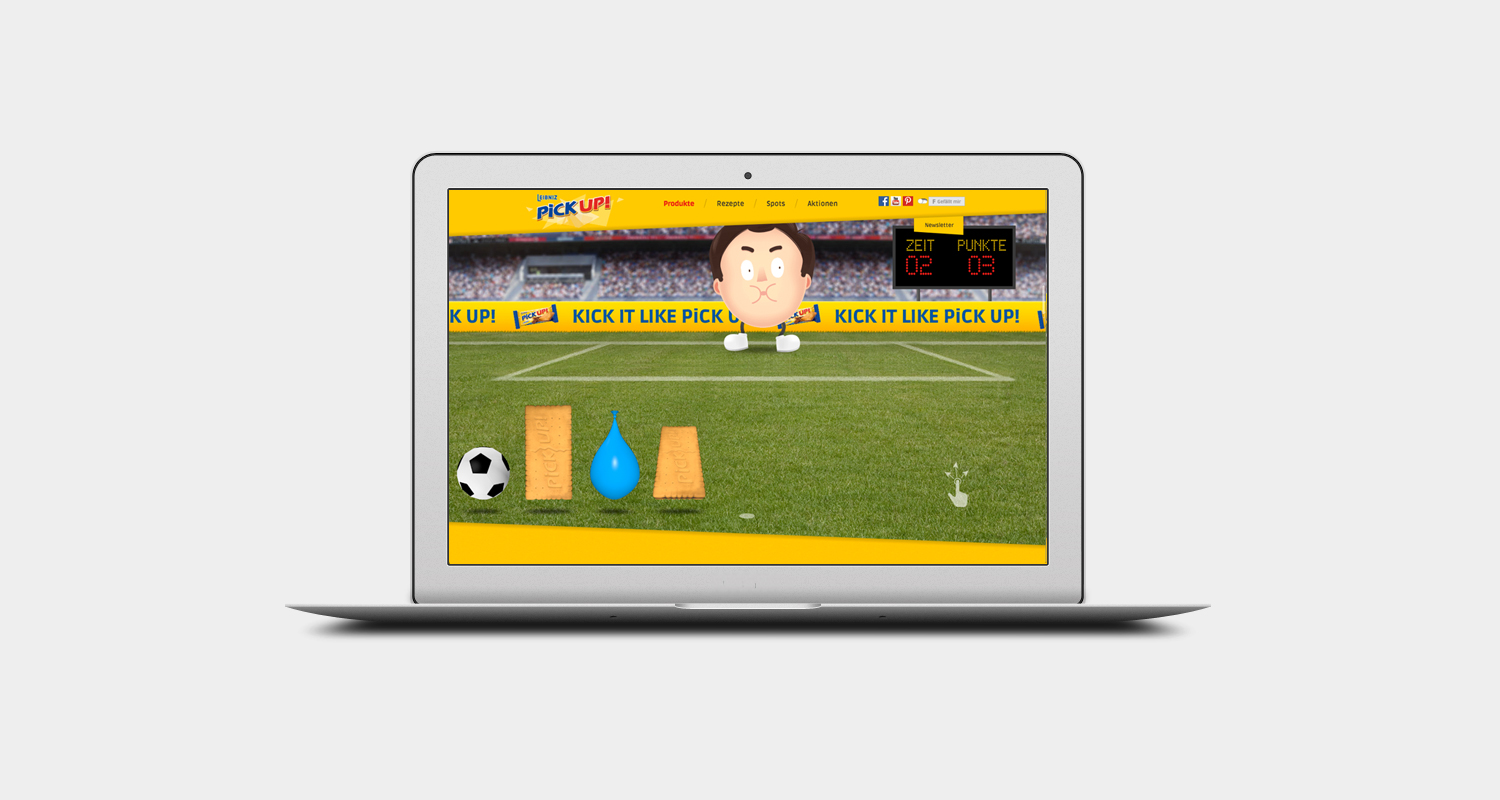 LEIBNIZ
PiCK UP!
Produkte / Rezepte / Spots / Aktionen
Newsletter
ZEIT PUNKTE
02 03
K UP! PiCK UP! KICK IT LIKE PiCK U PiCK UP! KICK IT LIKE PiCK UP!
PiCK UP! PiCK UP!